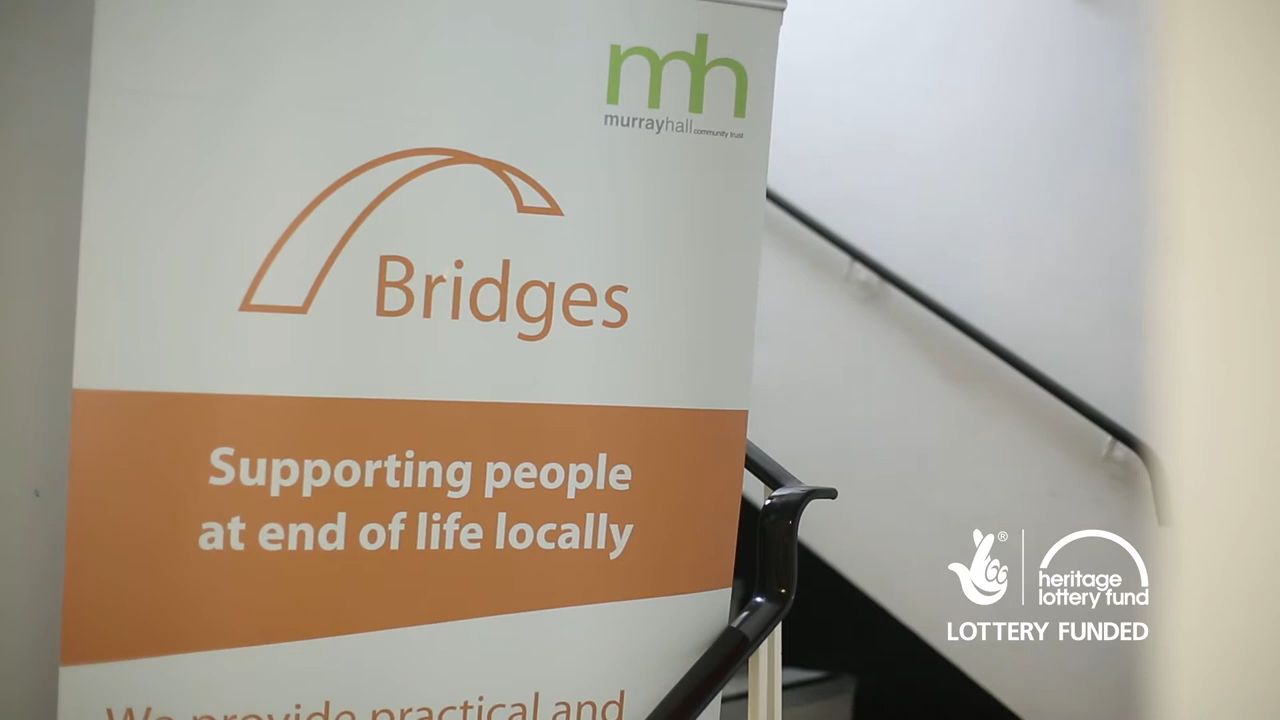 mh
murrayhall community trust
Bridges
Supporting people
at end of life locally
We provide practical and
®
heritage
lottery fund
LOTTERY FUNDED